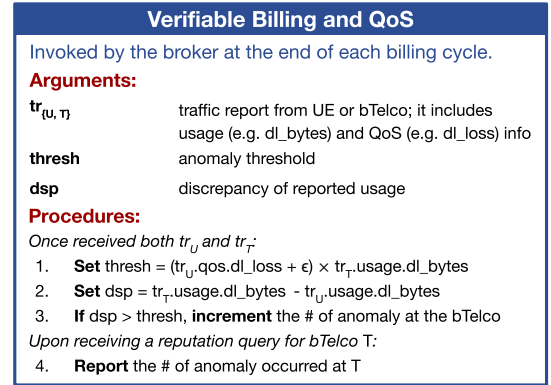 Verifiable Billing and QoS
Invoked by the broker at the end of each billing cycle.
Arguments:
tr{U, T} traffic report from UE or bTelco; it includes
usage (e.g. dl_bytes) and QoS (e.g. dl_loss) info
thresh anomaly threshold
dsp discrepancy of reported usage
Procedures:
Once received both trU and trT:
1. Set thresh = (trU.qos.dl_loss + ϵ) × trT.usage.dl_bytes
2. Set dsp = trT.usage.dl_bytes - trU.usage.dl_bytes
3. If dsp > thresh, increment the # of anomaly at the bTelco
Upon receiving a reputation query for bTelco T:
4. Report the # of anomaly occurred at T